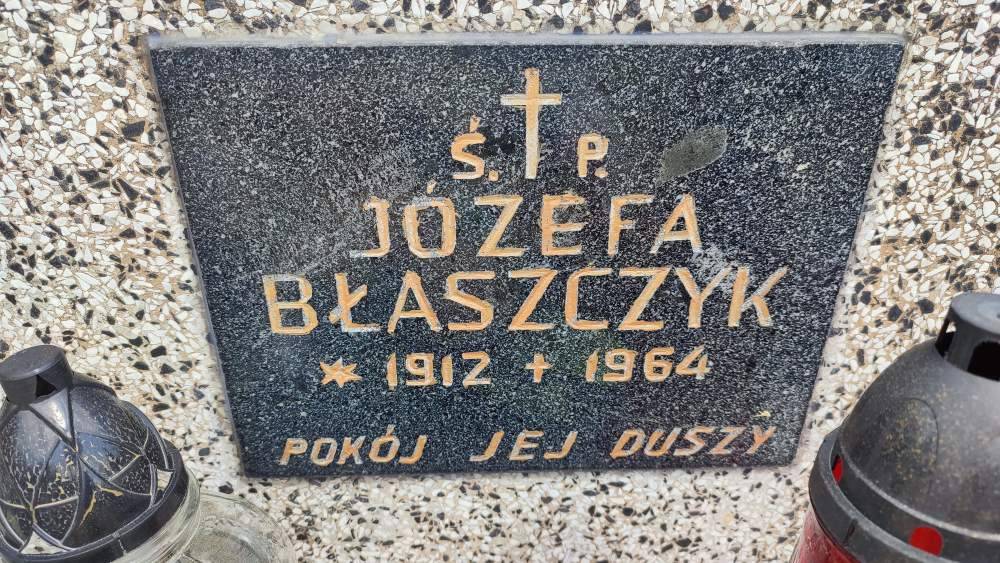 Ś. P.
JÓZEFA
BŁASZCZYK
* 1912 + 1964
POKÓJ JEJ DUSZY